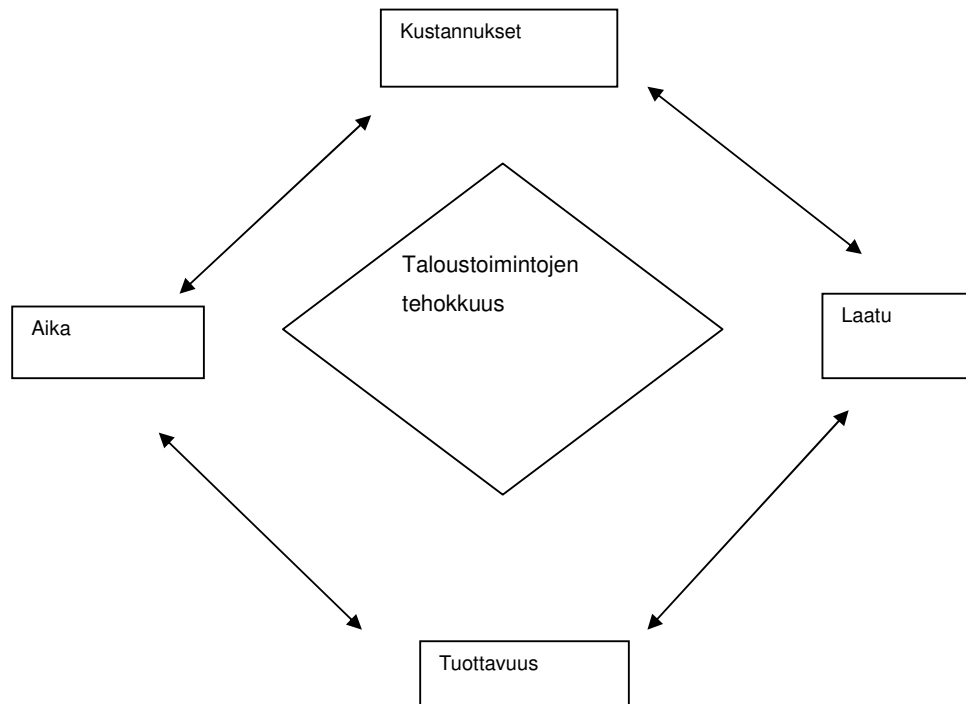 Kustannukset
Taloustoimintojen
tehokkuus
Aika
Laatu
Tuottavuus